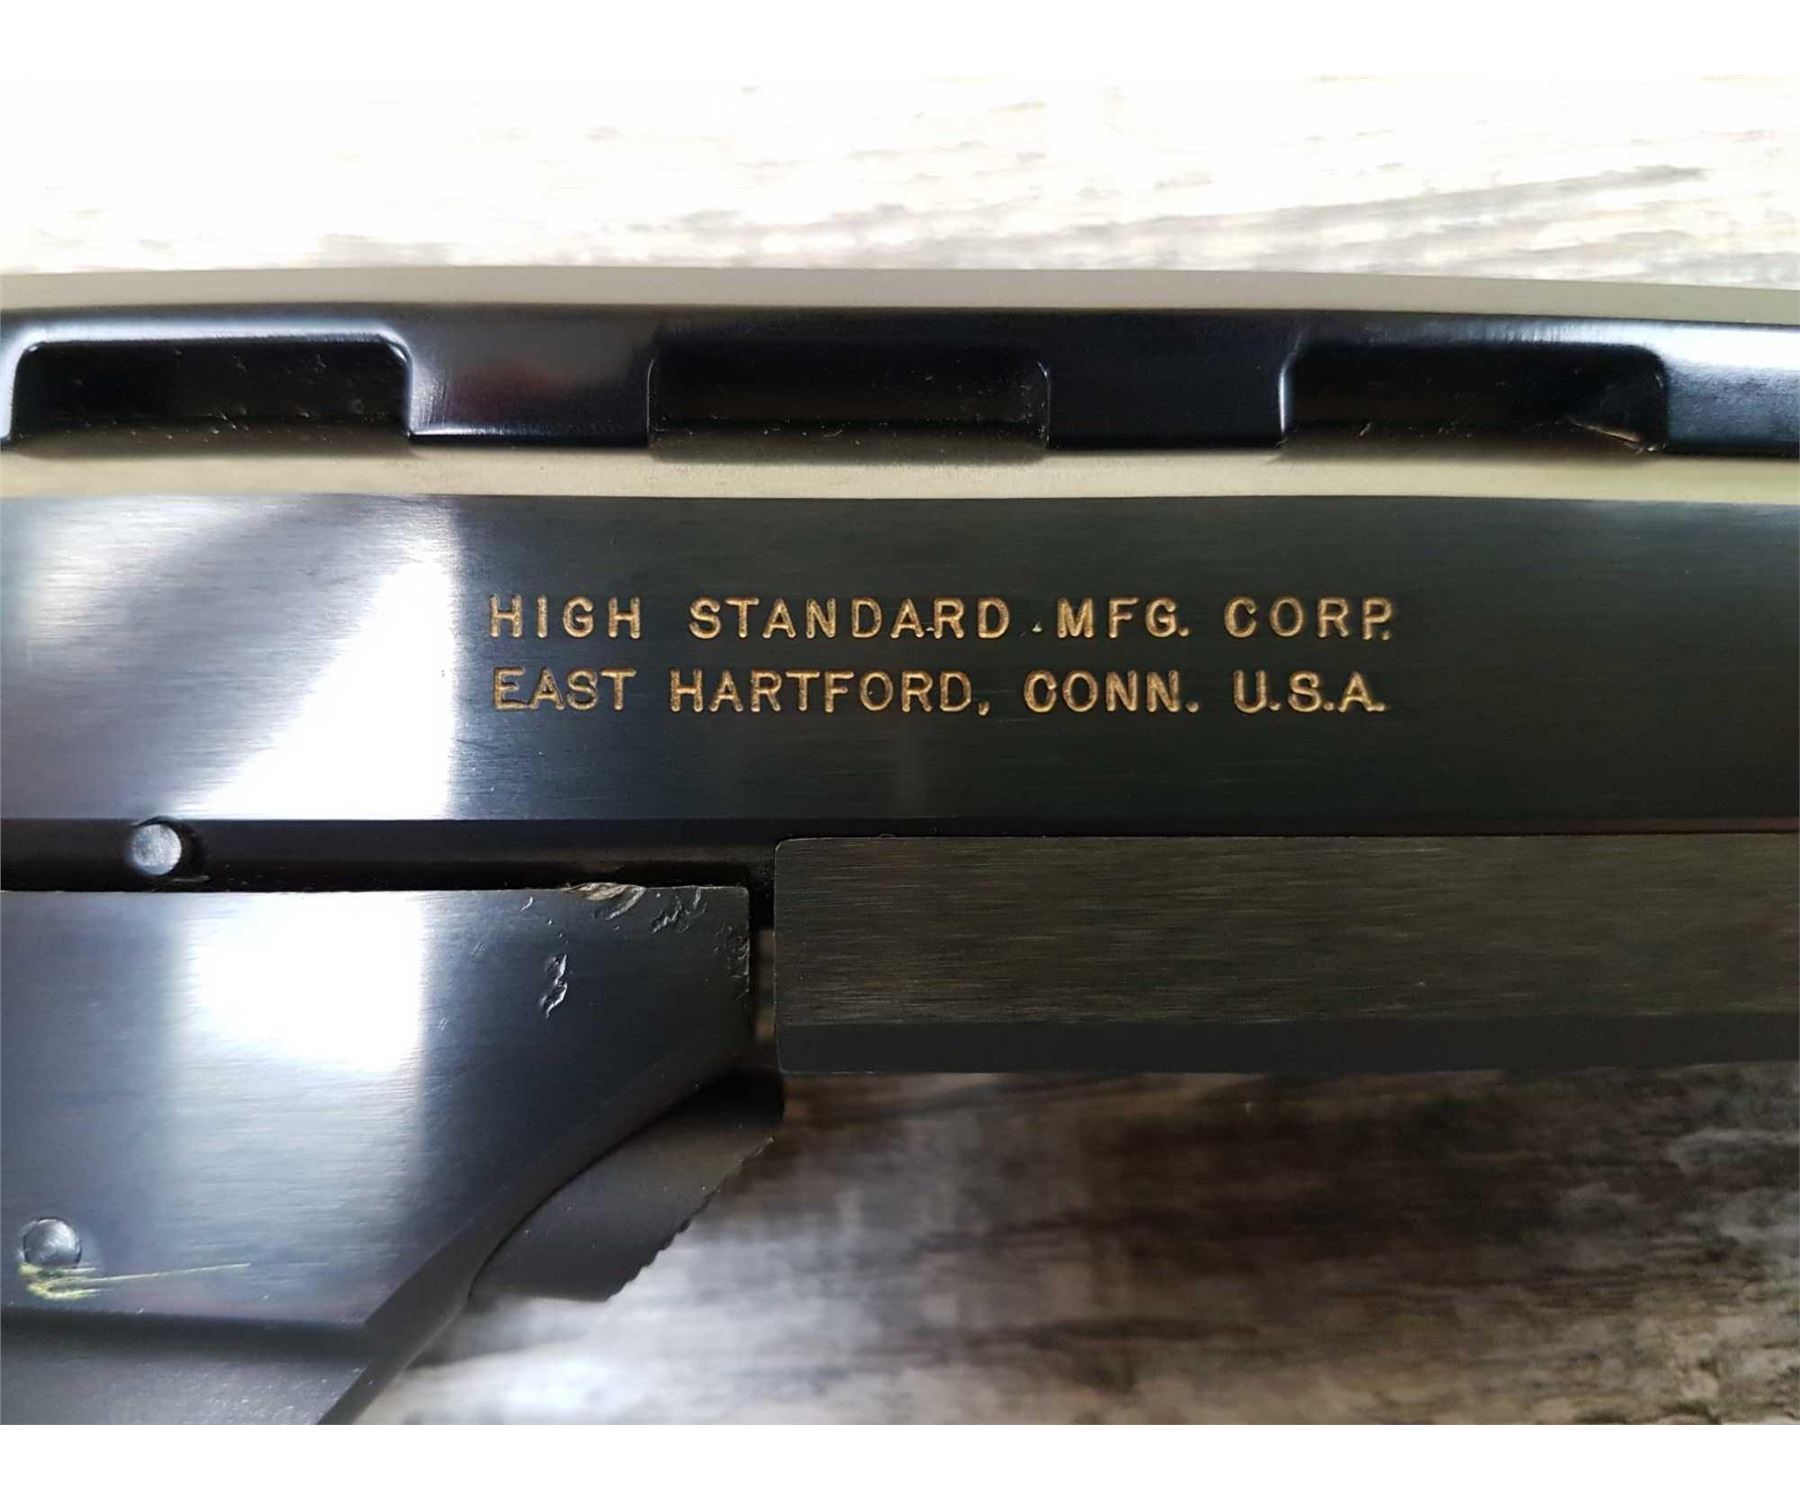 HIGH STANDARD MFG. CORP.
EAST HARTFORD, CONN. U.S.A.